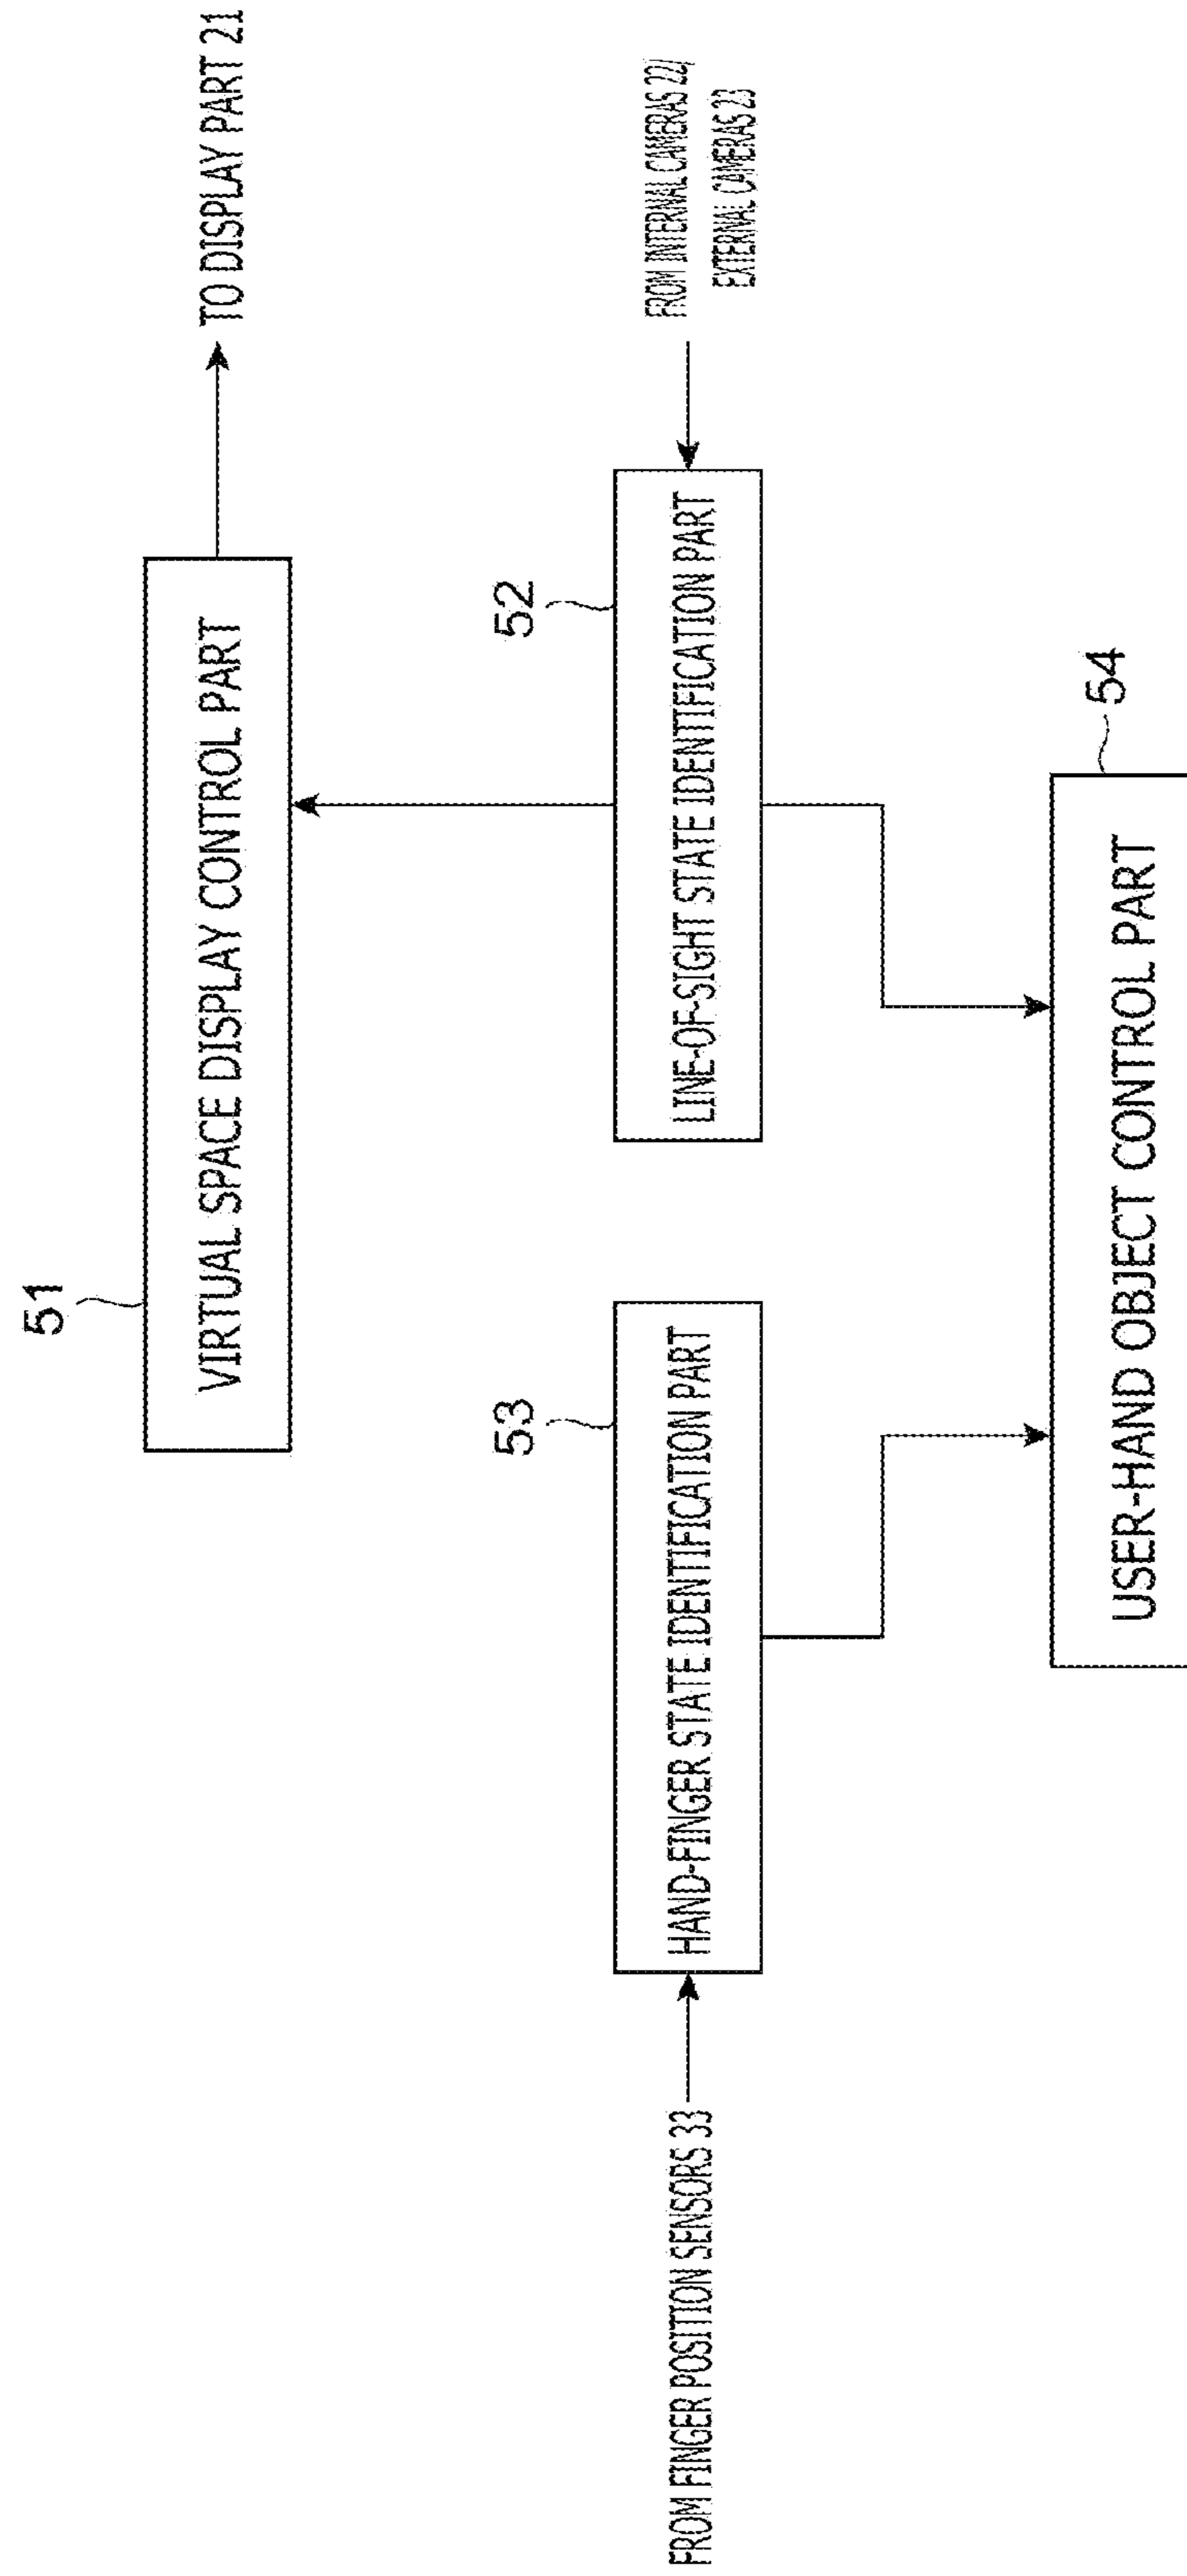 51
VIRTUAL SPACE DISPLAY CONTROL PART
TO DISPLAY PART 21
53
52
FROM FINGER POSITION SENSORS 33
HAND-FINGER STATE IDENTIFICATION PART
LINE-OF-SIGHT STATE IDENTIFICATION PART
FROM INTERNAL CAMERAS 22/
EXTERNAL CAMERAS 23
54
USER-HAND OBJECT CONTROL PART